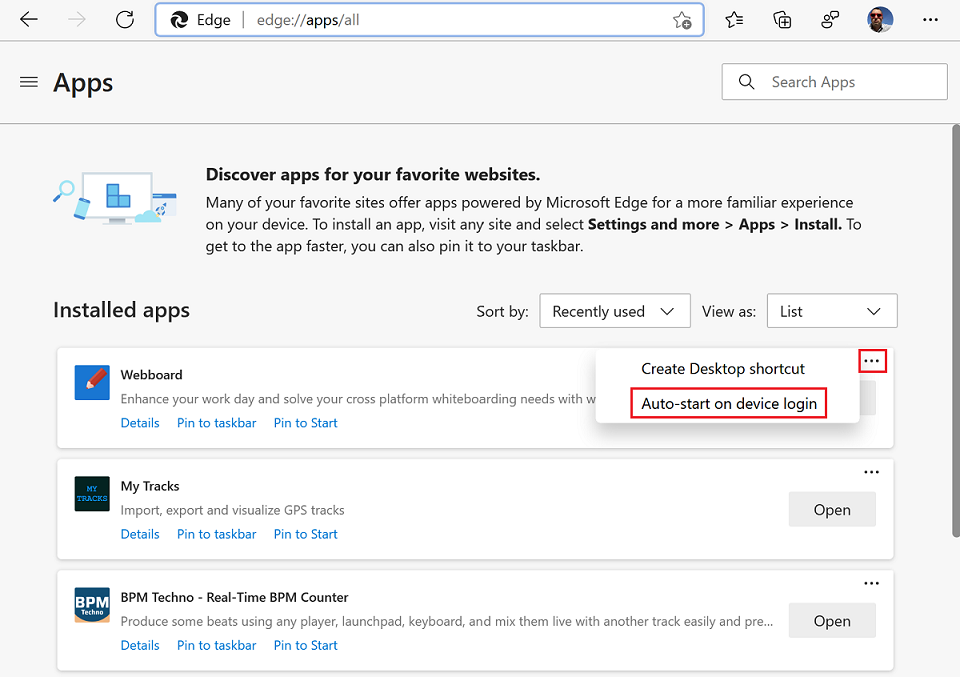 Edge | edge://apps/all
Apps
Search Apps
Discover apps for your favorite websites.
Many of your favorite sites offer apps powered by Microsoft Edge for a more familiar experience
on your device. To install an app, visit any site and select Settings and more > Apps > Install. To
get to the app faster, you can also pin it to your taskbar.
Installed apps
Sort by: Recently used View as: List
Webboard
Enhance your work day and solve your cross platform whiteboarding needs with w
Details Pin to taskbar Pin to Start
Create Desktop shortcut
Auto-start on device login
MY
TRACKS
My Tracks
Import, export and visualize GPS tracks
Details Pin to taskbar Pin to Start
Open
BPM
Techno
BPM Techno - Real-Time BPM Counter
Produce some beats using any player, launchpad, keyboard, and mix them live with another track easily and pre...
Details Pin to taskbar Pin to Start
Open